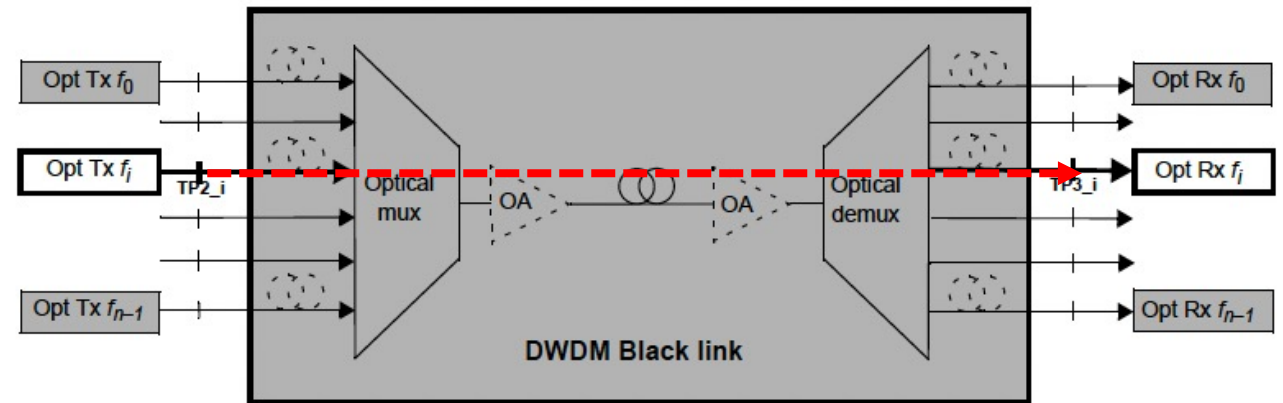 Opt Tx f0
Opt Rx f0
Opt Tx fi
TP2_i
Optical
mux
OA
OA
Optical
demux
TP3_i
Opt Rx fi
Opt Tx fn–1
Opt Rx fn–1
DWDM Black link